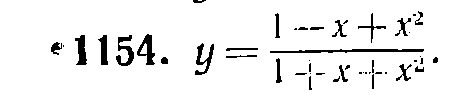 *1154. y = (1 - x + x²) / (1 + x + x²).